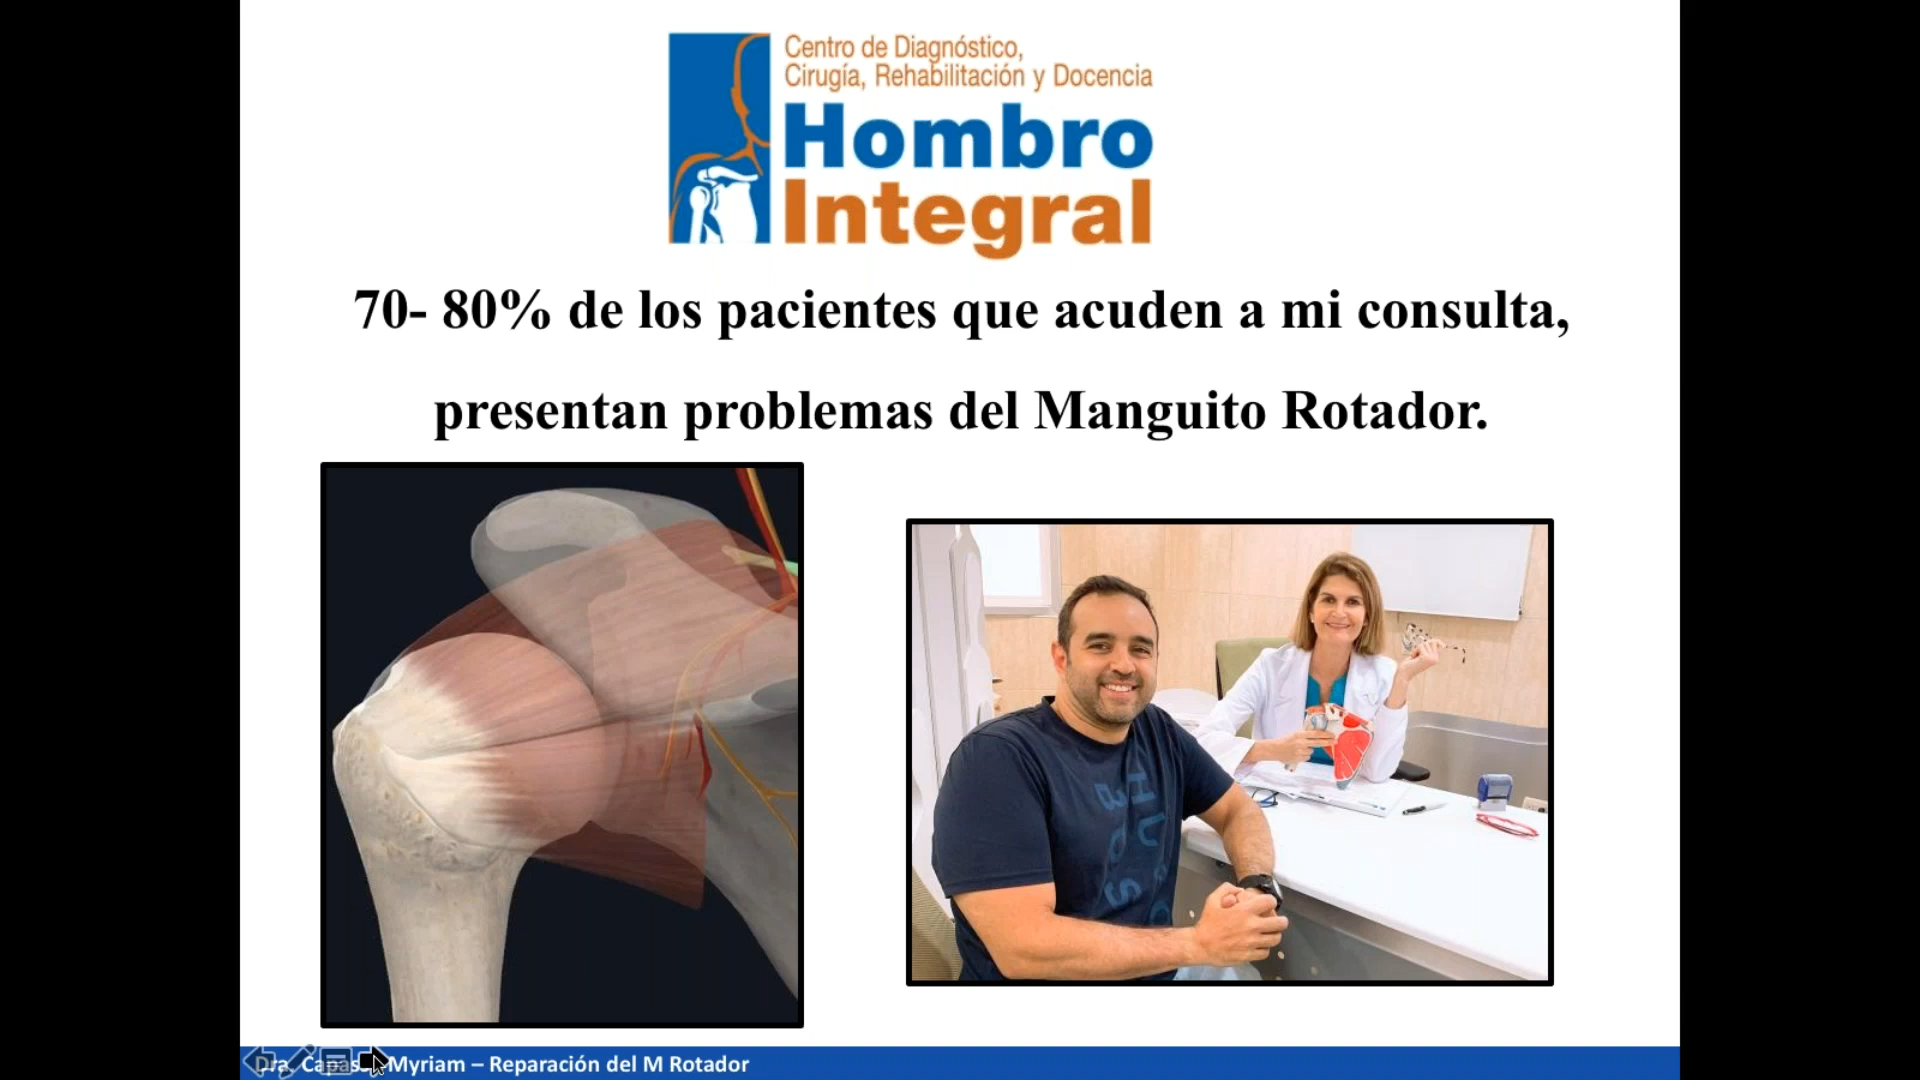 Centro de Diagnóstico,
Cirugía, Rehabilitación y Docencia
Hombro
Integral
70- 80% de los pacientes que acuden a mi consulta,
presentan problemas del Manguito Rotador.
Dra. Myriam – Reparación del M Rotador